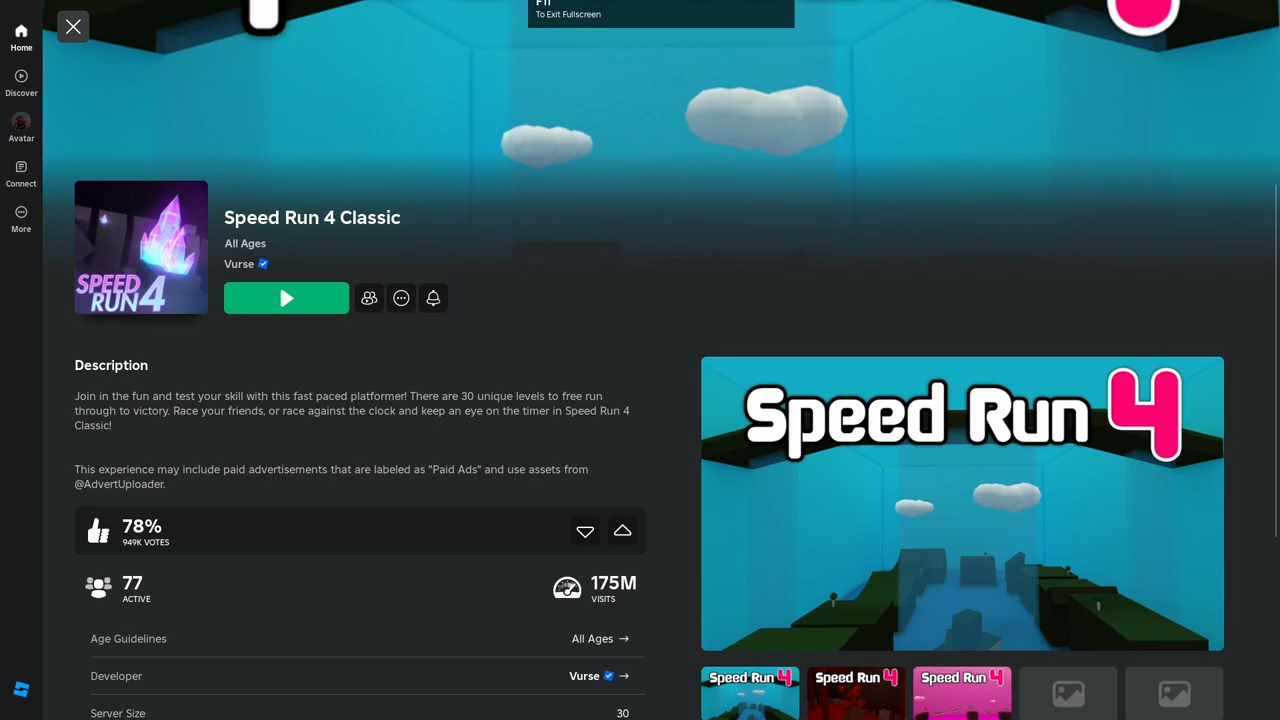 F11
To Exit Fullscreen
Home
Discover
Avatar
Connect
More
SPEED
RUN 4
Speed Run 4 Classic
All Ages
Vurse
Description
Join in the fun and test your skill with this fast paced platformer! There are 30 unique levels to free run
through to victory. Race your friends, or race against the clock and keep an eye on the timer in Speed Run 4
Classic!
This experience may include paid advertisements that are labeled as "Paid Ads" and use assets from
@AdvertUploader.
78%
949K VOTES
77
ACTIVE
175M
VISITS
Age Guidelines
All Ages
Developer
Vurse
Server Size
30
Speed Run 4
Speed Run 4
Speed Run 4
Speed Run 4